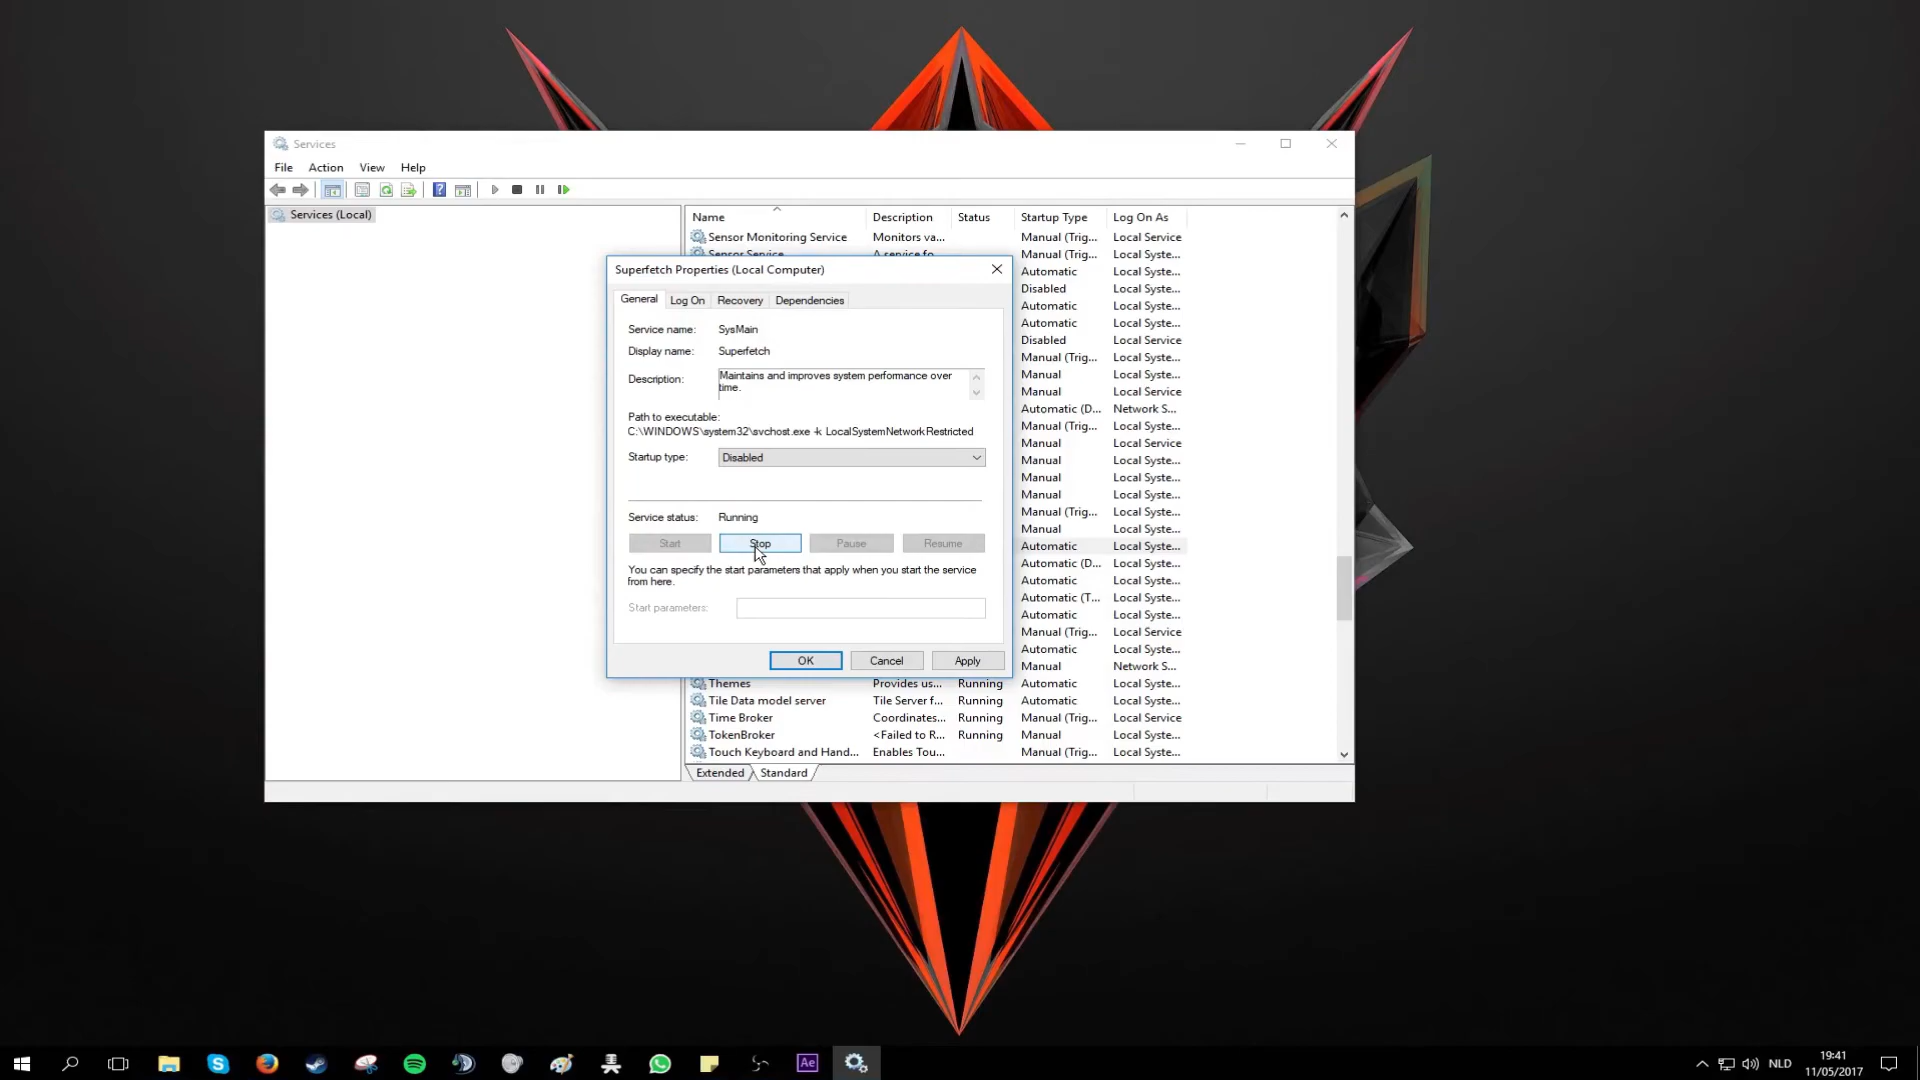 Services
File Action View Help
Services (Local)
Name Description Status Startup Type Log On As
Sensor Monitoring Service Monitors va... Manual (Trig... Local Service
Sensor Service A service fo... Manual (Trig... Local Syste...
Automatic Local Syste...
Disabled Local Syste...
Automatic Local Syste...
Automatic Local Syste...
Disabled Local Service
Manual (Trig... Local Syste...
Manual Local Syste...
Manual Local Service
Automatic (D... Network S...
Manual (Trig... Local Syste...
Manual Local Service
Manual Local Syste...
Manual Local Syste...
Manual Local Syste...
Manual (Trig... Local Syste...
Manual Local Syste...
Automatic Local Syste...
Automatic (D... Local Syste...
Automatic Local Syste...
Automatic (T... Local Syste...
Automatic Local Syste...
Manual (Trig... Local Service
Automatic Local Syste...
Manual Network S...
Themes Provides us... Running Automatic Local Syste...
Tile Data model server Tile Server f... Running Automatic Local Syste...
Time Broker Coordinates... Running Manual (Trig... Local Service
TokenBroker <Failed to R... Running Manual Local Syste...
Touch Keyboard and Hand... Enables Tou... Manual (Trig... Local Syste...
Extended Standard
Superfetch Properties (Local Computer)
General Log On Recovery Dependencies
Service name: SysMain
Display name: Superfetch
Description: Maintains and improves system performance over
time.
Path to executable:
C:\WINDOWS\system32\svchost.exe -k LocalSystemNetworkRestricted
Startup type: Disabled
Service status: Running
Start Stop Pause Resume
You can specify the start parameters that apply when you start the service
from here.
Start parameters:
OK Cancel Apply
Ae
NLD
19:41
11/05/2017